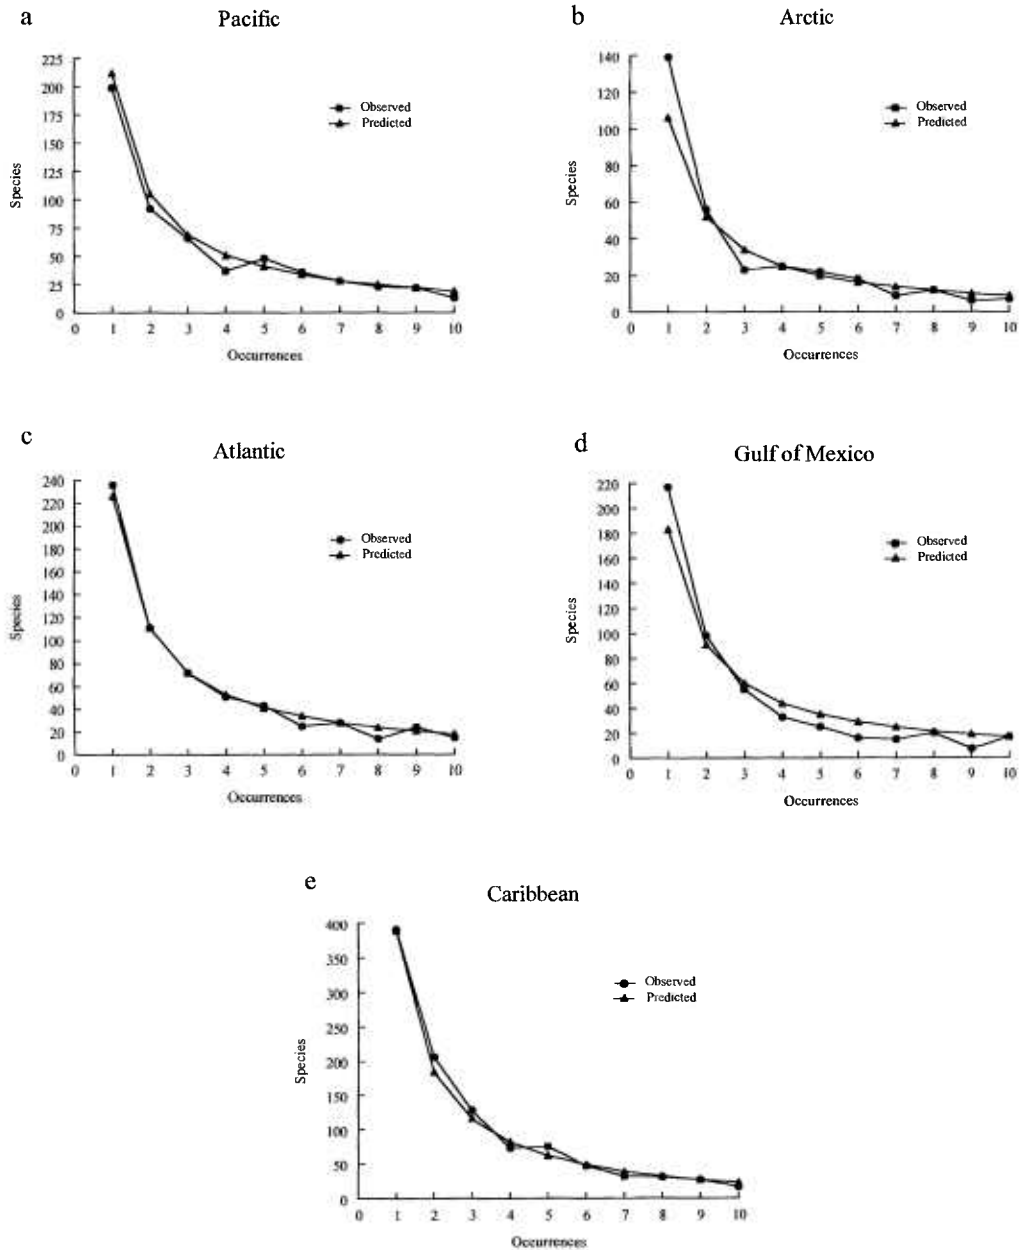 a
Pacific
225
200
175
150
125
100
75
50
25
0
Species
Observed
Predicted
0 1 2 3 4 5 6 7 8 9 10
Occurrences
b
Arctic
140
120
100
80
60
40
20
0
Species
Observed
Predicted
0 1 2 3 4 5 6 7 8 9 10
Occurrences
c
Atlantic
240
220
200
180
160
140
120
100
80
60
40
20
0
Species
Observed
Predicted
0 1 2 3 4 5 6 7 8 9 10
Occurrences
d
Gulf of Mexico
220
200
180
160
140
120
100
80
60
40
20
0
Species
Observed
Predicted
0 1 2 3 4 5 6 7 8 9 10
Occurrences
e
Caribbean
400
350
300
250
200
150
100
50
0
Species
Observed
Predicted
0 1 2 3 4 5 6 7 8 9 10
Occurrences